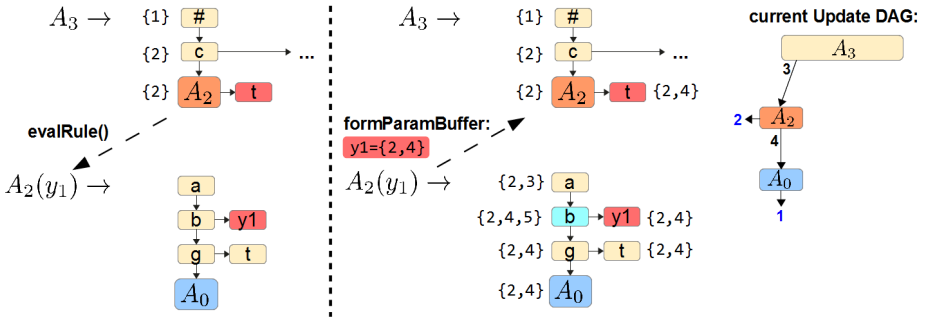 A₃ → {1} #
{2} c ...
{2} A₂ t
evalRule()
A₂(y₁) →
a
b y1
g t
A₀
A₃ → {1} #
{2} c ...
{2} A₂ t {2,4}
formParamBuffer:
y1={2,4}
A₂(y₁) →
{2,3} a
{2,4,5} b y1 {2,4}
{2,4} g t {2,4}
{2,4} A₀
current Update DAG:
A₃
3
2 A₂
4
A₀
1